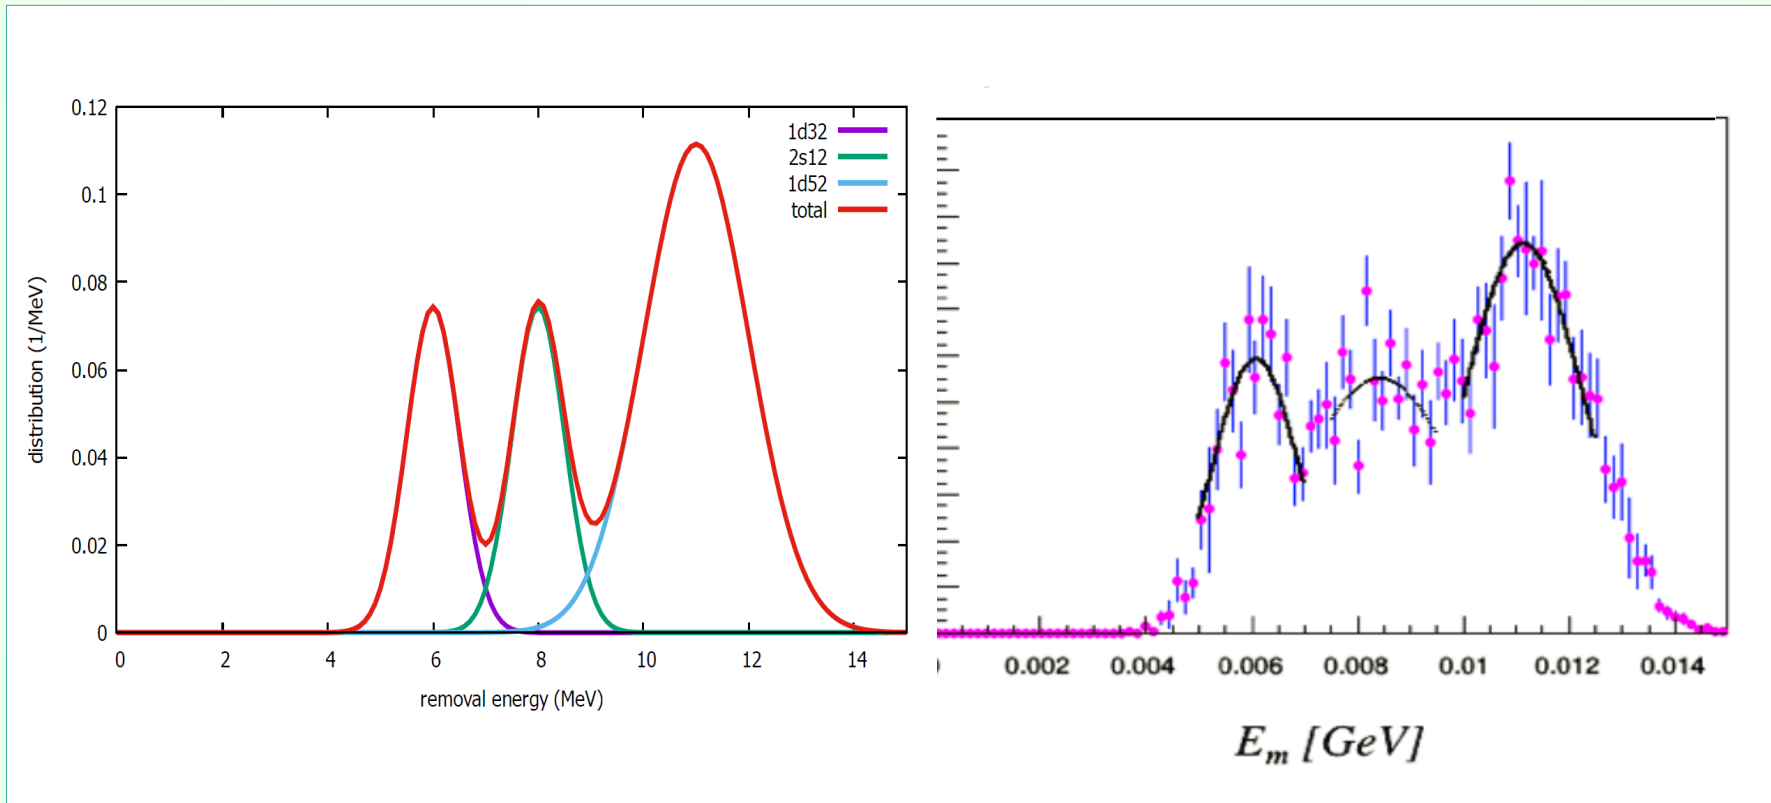 0.12
0.1
0.08
0.06
0.04
0.02
0
distribution (1/MeV)
1d32
2s12
1d52
total
0 2 4 6 8 10 12 14
removal energy (MeV)
0.002 0.004 0.006 0.008 0.01 0.012 0.014
E_m [GeV]